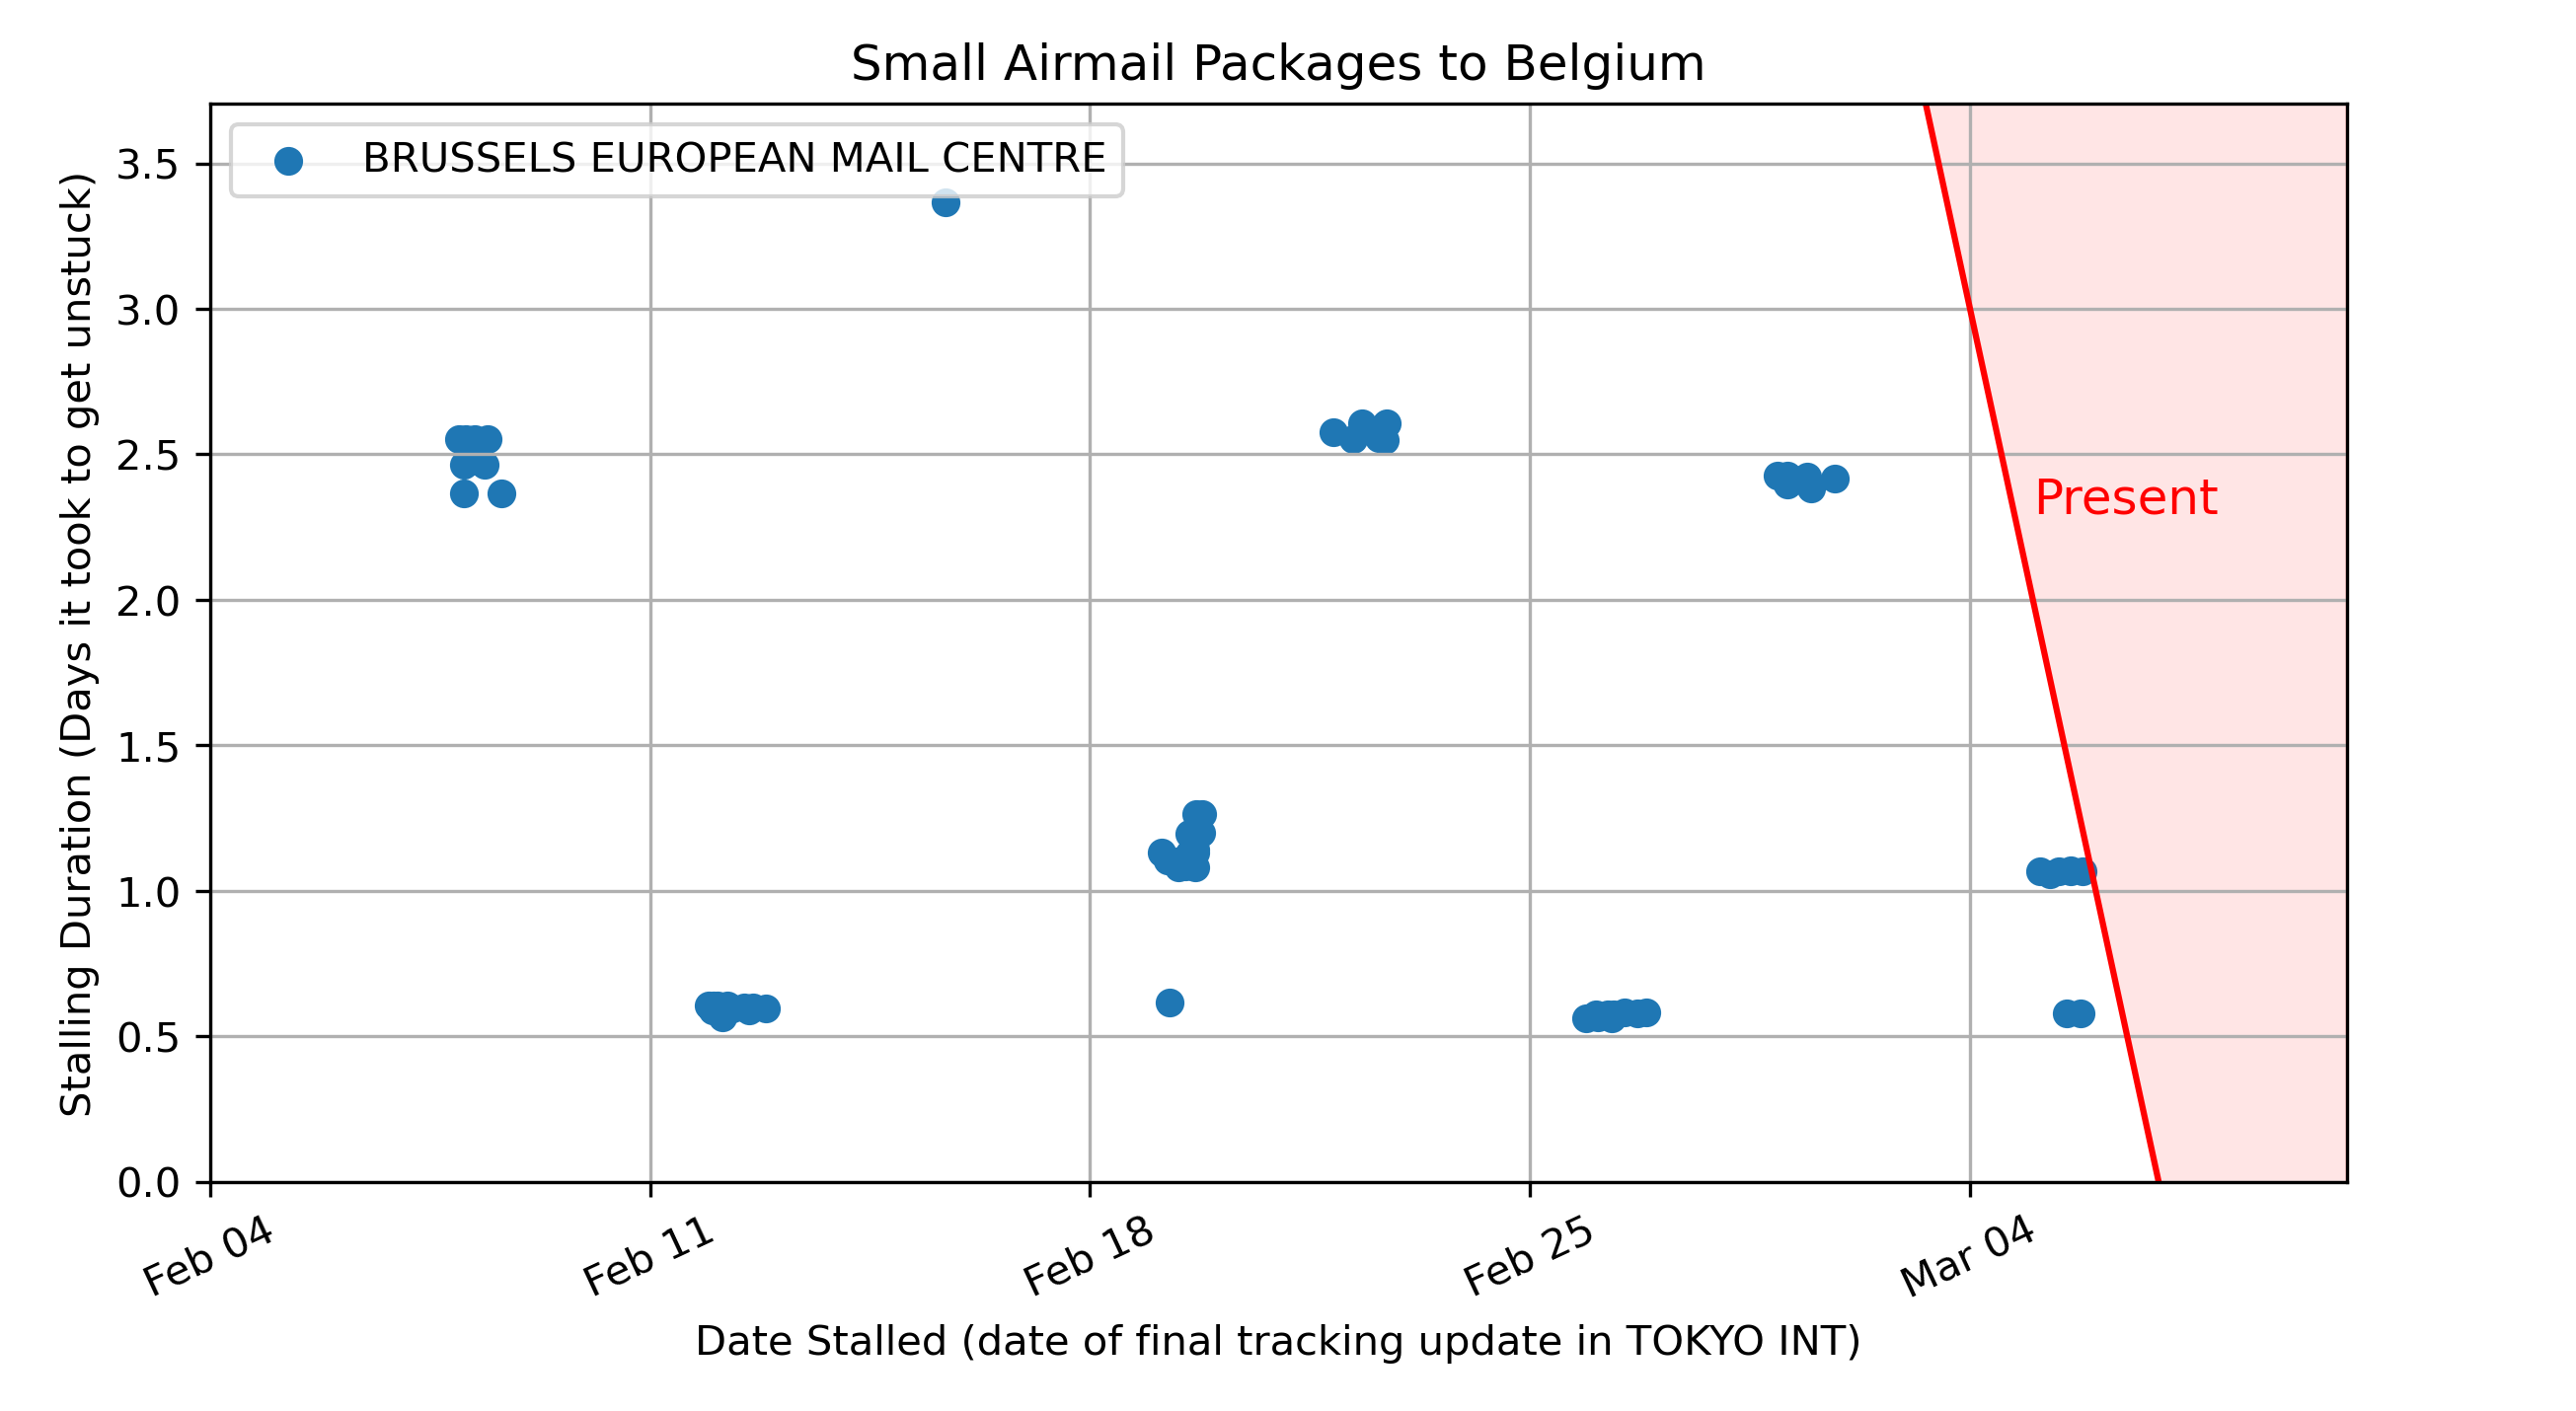 Small Airmail Packages to Belgium
BRUSSELS EUROPEAN MAIL CENTRE
Stalling Duration (Days it took to get unstuck)
3.5
3.0
2.5
2.0
1.5
1.0
0.5
0.0
Present
Feb 04
Feb 11
Feb 18
Feb 25
Mar 04
Date Stalled (date of final tracking update in TOKYO INT)